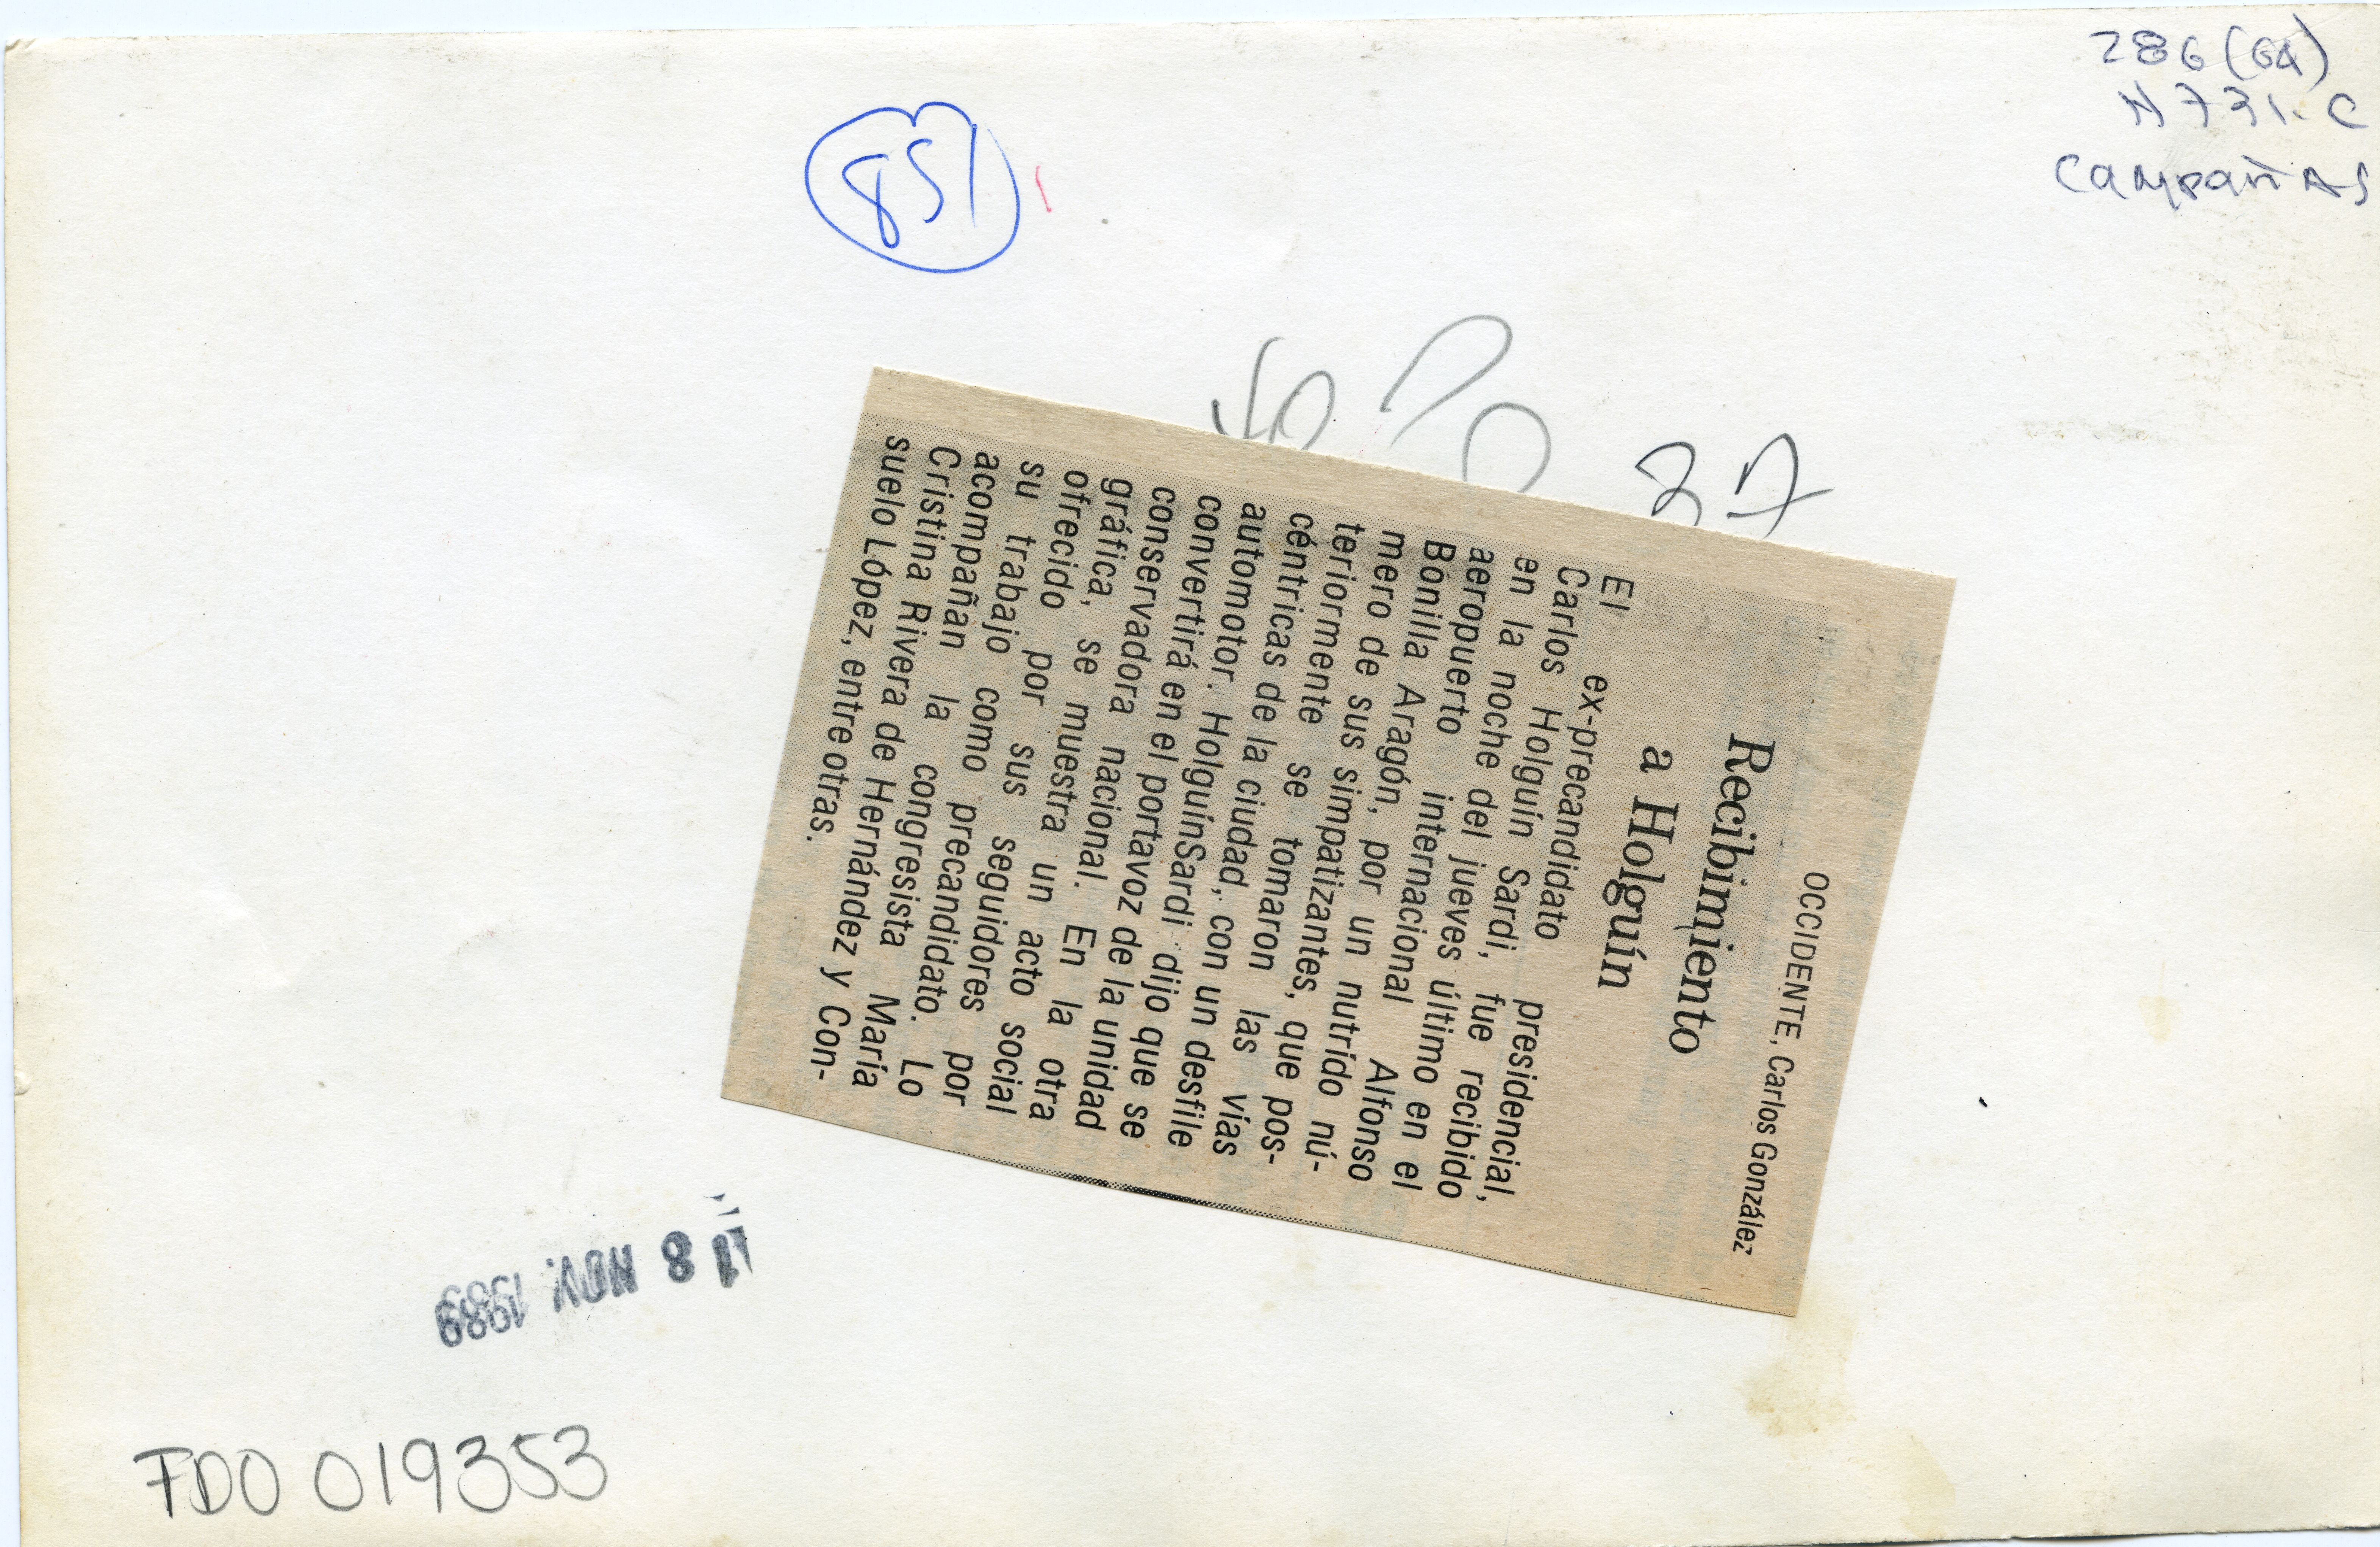 286 (GA)
N731.C
Campañas
851
27
OCCIDENTE, Carlos González
Recibimiento
a Holguín
El ex-precandidato presidencial,
Carlos Holguín Sardi, fue recibido
en la noche del jueves último en el
aeropuerto internacional Alfonso
Bonilla Aragón, por un nutrido nú-
mero de sus simpatizantes, que pos-
teriormente se tomaron las vías
céntricas de la ciudad, con un desfile
automotor. HolguínSardi dijo que se
convertirá en el portavoz de la unidad
conservadora nacional. En la otra
gráfica, se muestra un acto social
ofrecido por sus seguidores por
su trabajo como precandidato. Lo
acompañan la congresista María
Cristina Rivera de Hernández y Con-
suelo López, entre otras.
18 NOV. 1989
FDO 019353